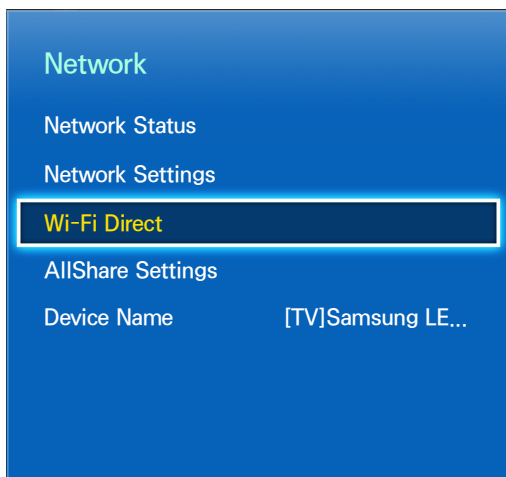 Network
Network Status
Network Settings
Wi-Fi Direct
AllShare Settings
Device Name [TV]Samsung LE...